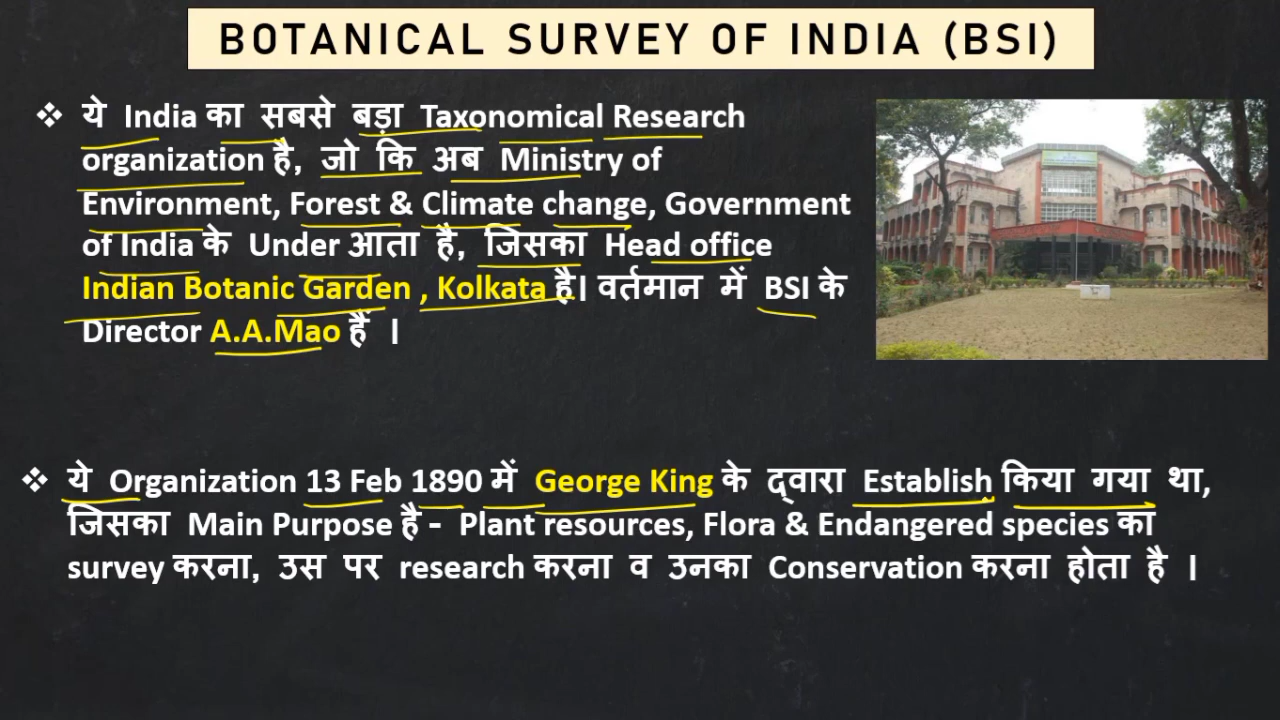 BOTANICAL SURVEY OF INDIA (BSI)
❖ ये India का सबसे बड़ा Taxonomical Research
organization है, जो कि अब Ministry of
Environment, Forest & Climate change, Government
of India के Under आता है, जिसका Head office
Indian Botanic Garden , Kolkata है। वर्तमान में BSI के
Director A.A.Mao हैं ।
❖ ये Organization 13 Feb 1890 में George King के द्वारा Establish किया गया था,
जिसका Main Purpose है - Plant resources, Flora & Endangered species का
survey करना, उस पर research करना व उनका Conservation करना होता है ।